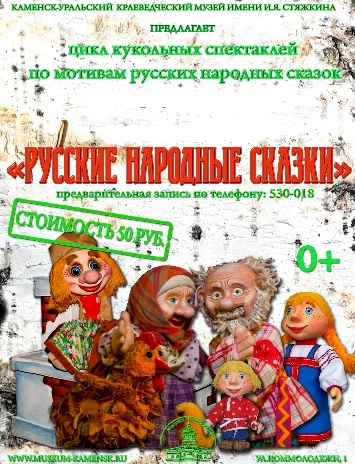 КАМЕНСК-УРАЛЬСКИЙ КРАЕВЕДЧЕСКИЙ МУЗЕЙ ИМЕНИ И.Я. СТЯЖКИНА
ПРЕДЛАГАЕТ
ЦИКЛ КУКОЛЬНЫХ СПЕКТАКЛЕЙ
ПО МОТИВАМ РУССКИХ НАРОДНЫХ СКАЗОК
«РУССКИЕ НАРОДНЫЕ СКАЗКИ»
ПРЕДВАРИТЕЛЬНАЯ ЗАПИСЬ ПО ТЕЛЕФОНУ: 530-018
СТОИМОСТЬ 50 РУБ.
0+
WWW.MUSEUM-KAMENSK.RU
УЛ.КОММОЛОДЕЖИ, 1